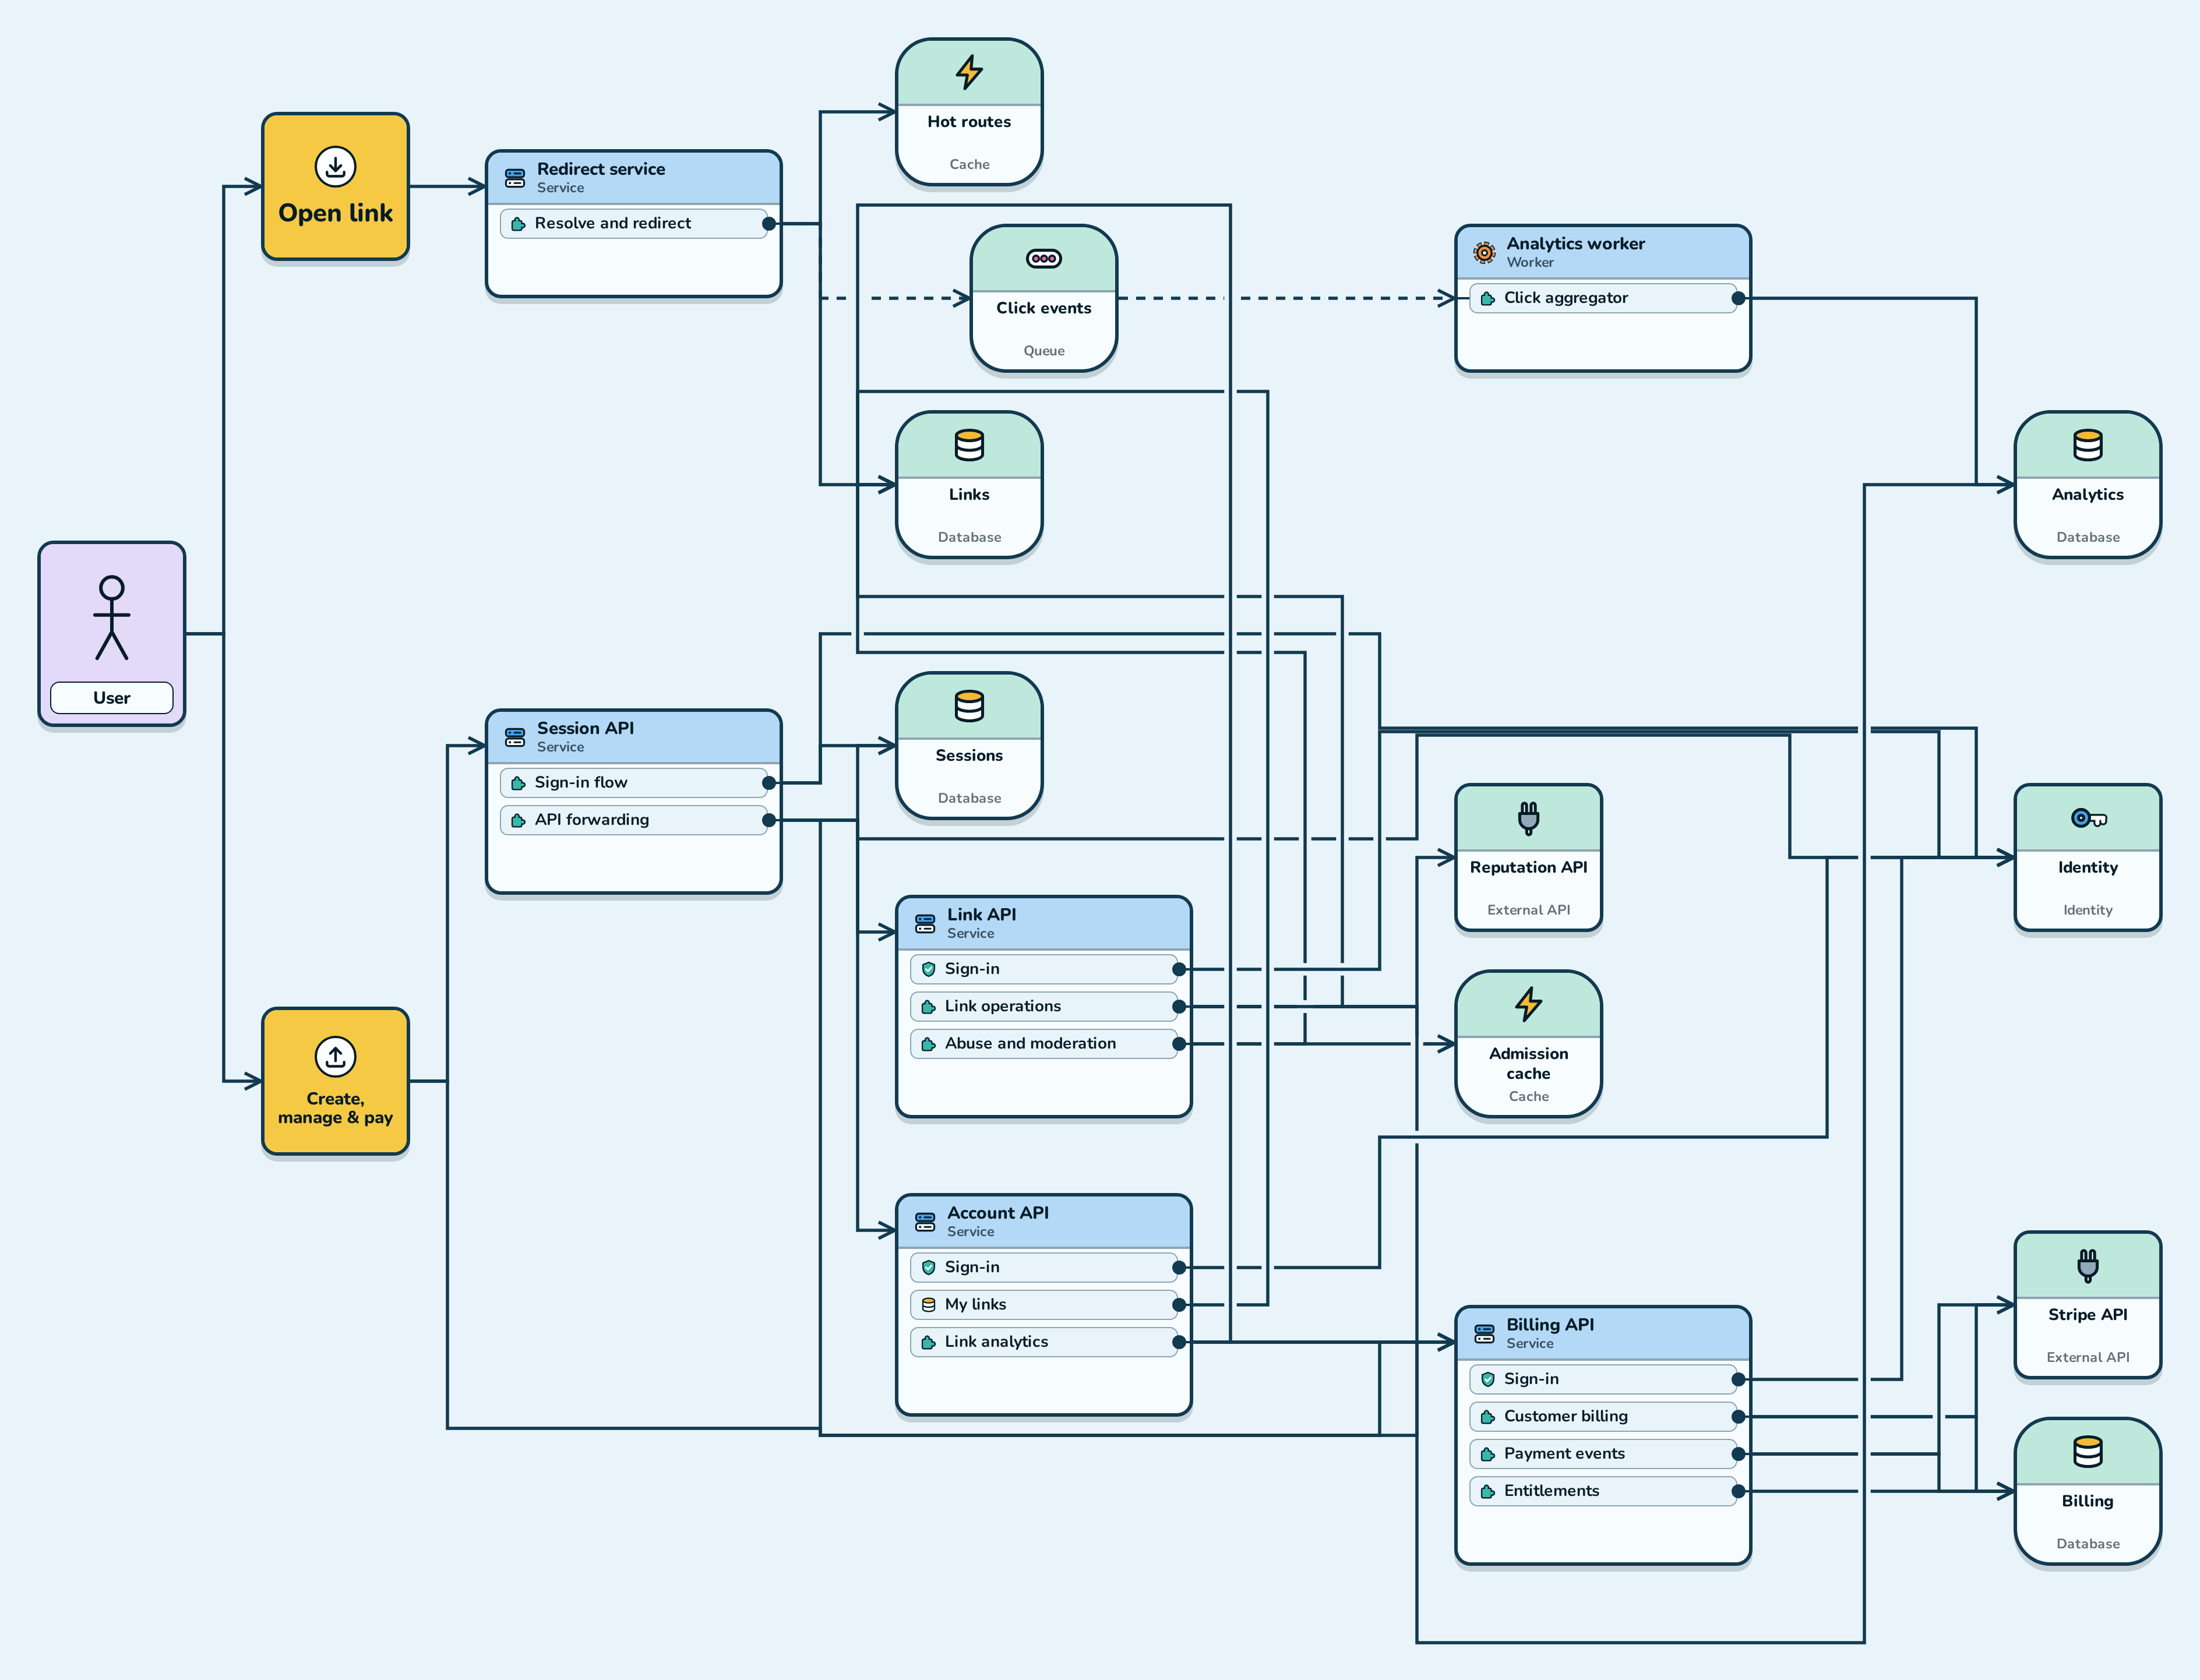 Hot routes
Cache
Open link
Redirect service
Service
Resolve and redirect
Click events
Queue
Analytics worker
Worker
Click aggregator
Links
Database
Analytics
Database
User
Session API
Service
Sign-in flow
API forwarding
Sessions
Database
Reputation API
External API
Identity
Identity
Link API
Service
Sign-in
Link operations
Abuse and moderation
Admission
cache
Cache
Create,
manage & pay
Account API
Service
Sign-in
My links
Link analytics
Billing API
Service
Sign-in
Customer billing
Payment events
Entitlements
Stripe API
External API
Billing
Database